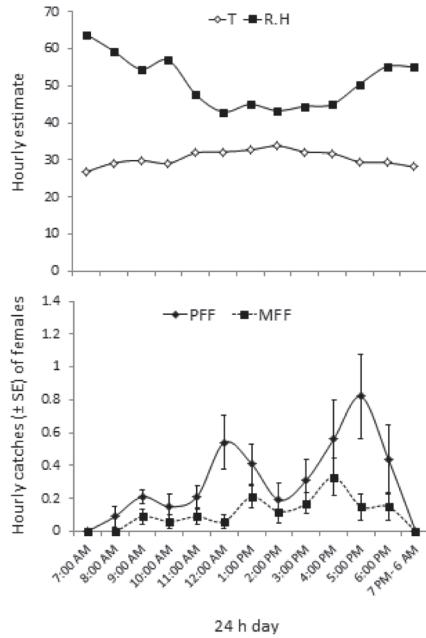 T R.H
70
60
50
40
30
20
10
0
Hourly estimate
PFF MFF
1.4
1.2
1
0.8
0.6
0.4
0.2
0
Hourly catches (± SE) of females
7:00 AM
8:00 AM
9:00 AM
10:00 AM
11:00 AM
12:00 AM
1:00 PM
2:00 PM
3:00 PM
4:00 PM
5:00 PM
6:00 PM
7 PM- 6 AM
24 h day